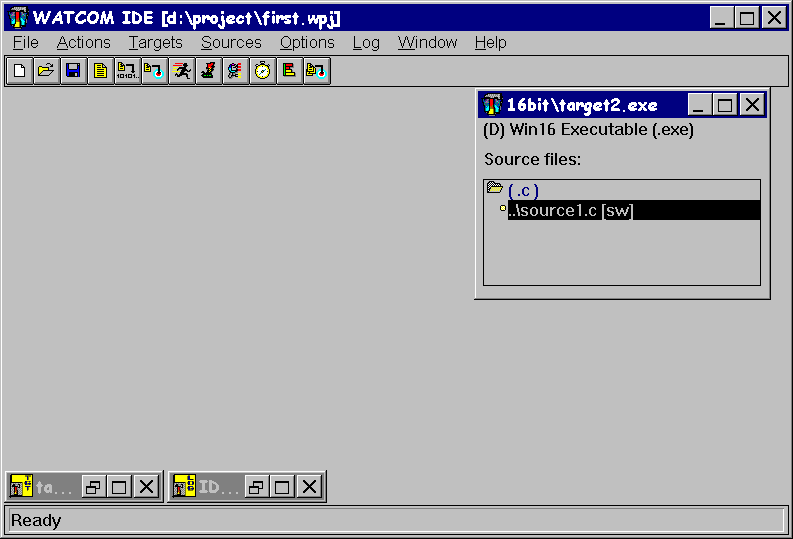 WATCOM IDE [d:\project\first.wpj]
File Actions Targets Sources Options Log Window Help
16bit\target2.exe
(D) Win16 Executable (.exe)
Source files:
( .c )
..\source1.c [sw]
ta... ID...
Ready